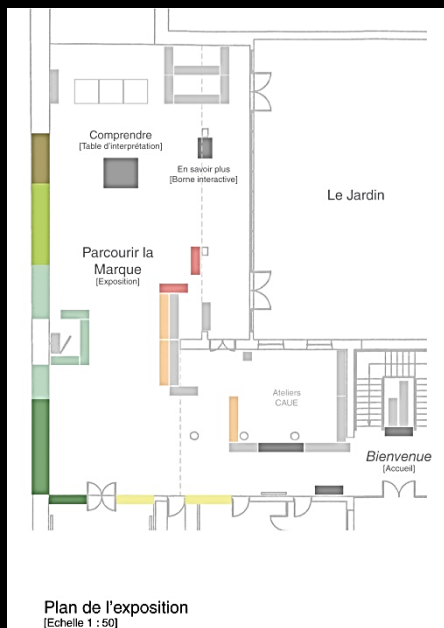 Comprendre
[Table d'interprétation]
En savoir plus
[Borne interactive]
Le Jardin
Parcourir la
Marque
[Exposition]
Ateliers
CAUE
Bienvenue
[Accueil]
Plan de l'exposition
[Echelle 1 : 50]